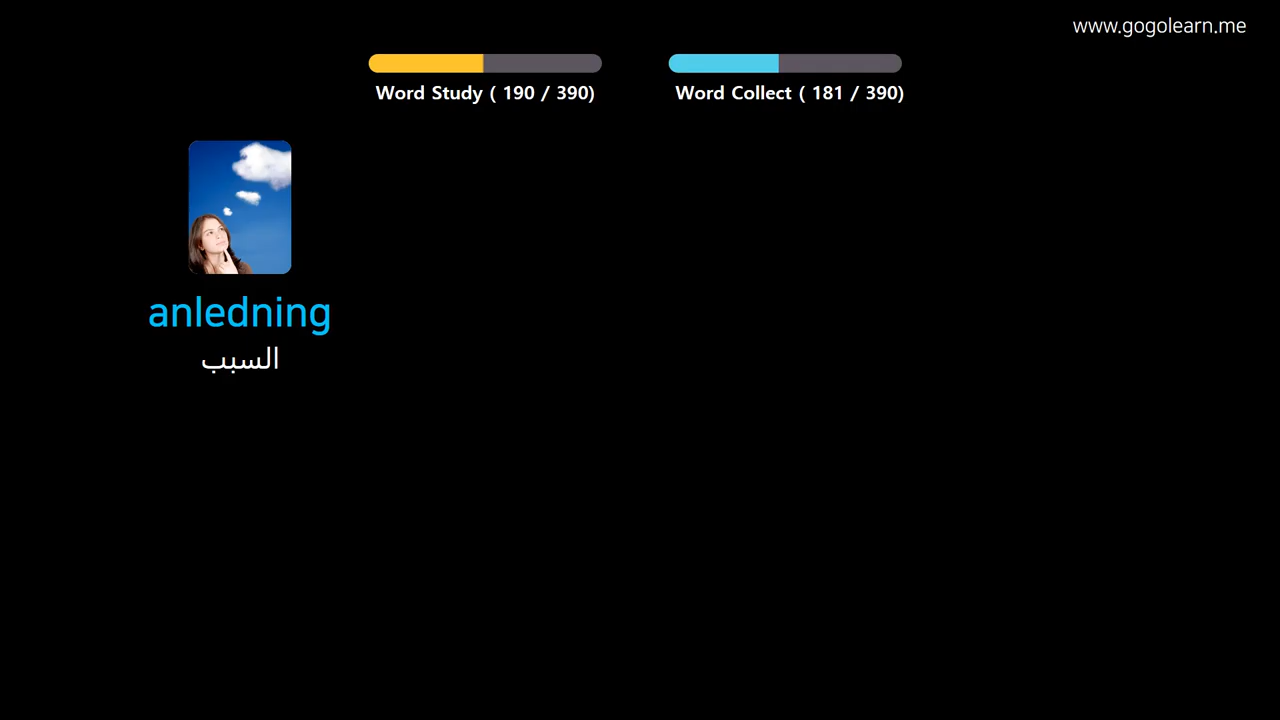 www.gogolearn.me
Word Study ( 190 / 390)
Word Collect ( 181 / 390)
anledning
السبب